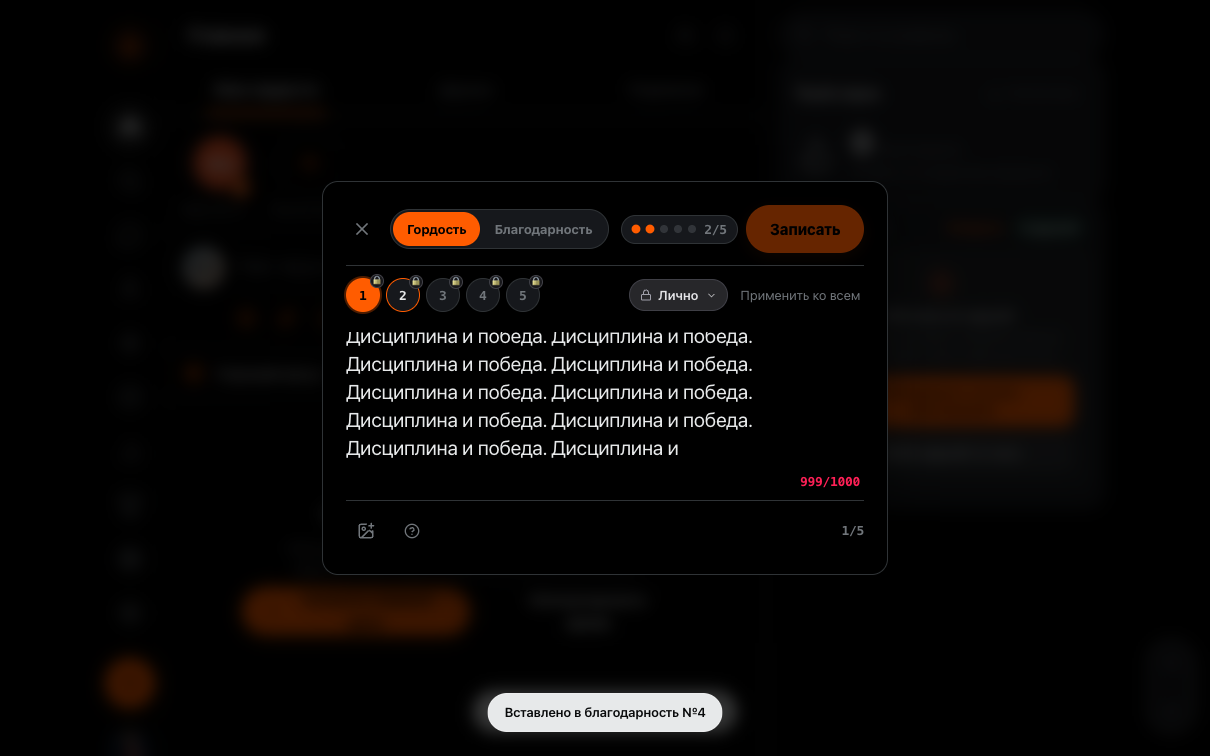 Гордость
Благодарность
2/5
Записать
1
2
3
4
5
Лично
Применить ко всем
Дисциплина и победа. Дисциплина и победа.
Дисциплина и победа. Дисциплина и победа.
Дисциплина и победа. Дисциплина и победа.
Дисциплина и победа. Дисциплина и победа.
Дисциплина и победа. Дисциплина и
999/1000
1/5
Вставлено в благодарность №4